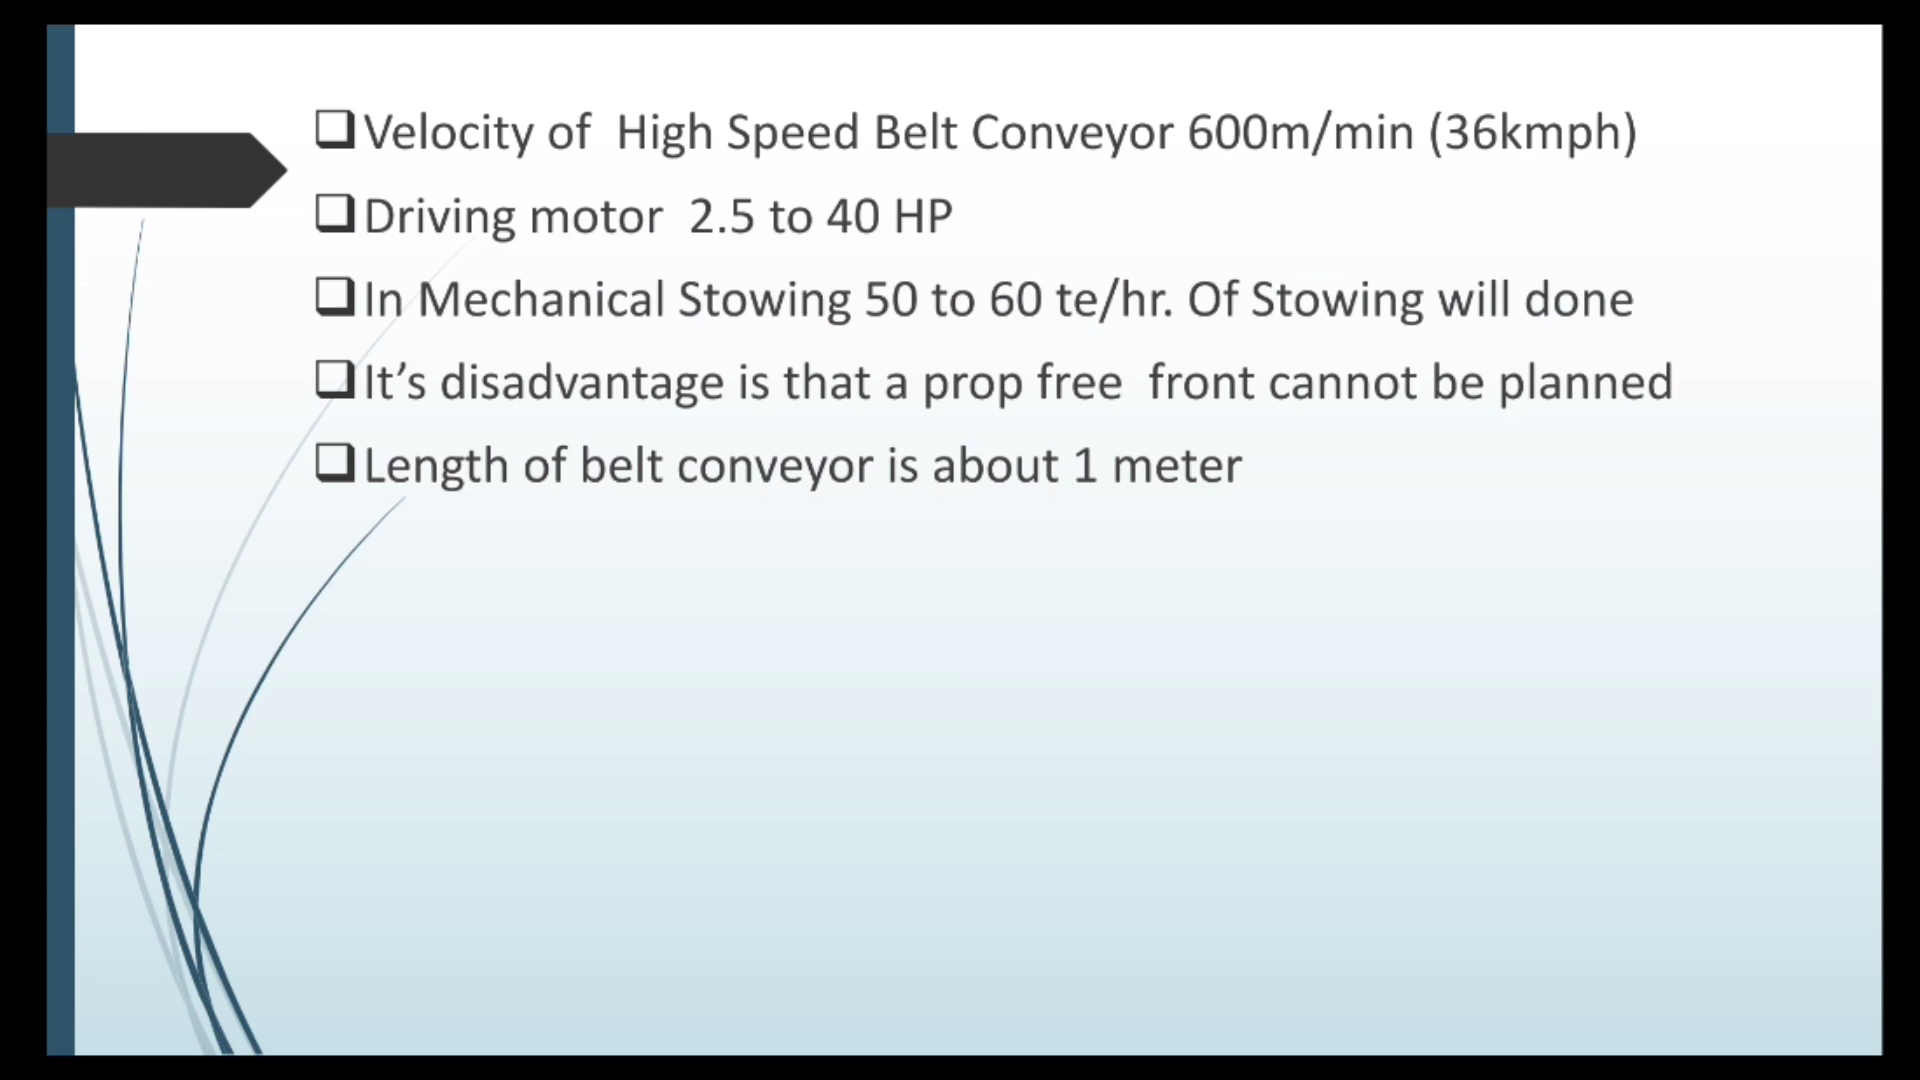 Velocity of  High Speed Belt Conveyor 600m/min (36kmph)
Driving motor  2.5 to 40 HP
In Mechanical Stowing 50 to 60 te/hr. Of Stowing will done
It’s disadvantage is that a prop free  front cannot be planned
Length of belt conveyor is about 1 meter